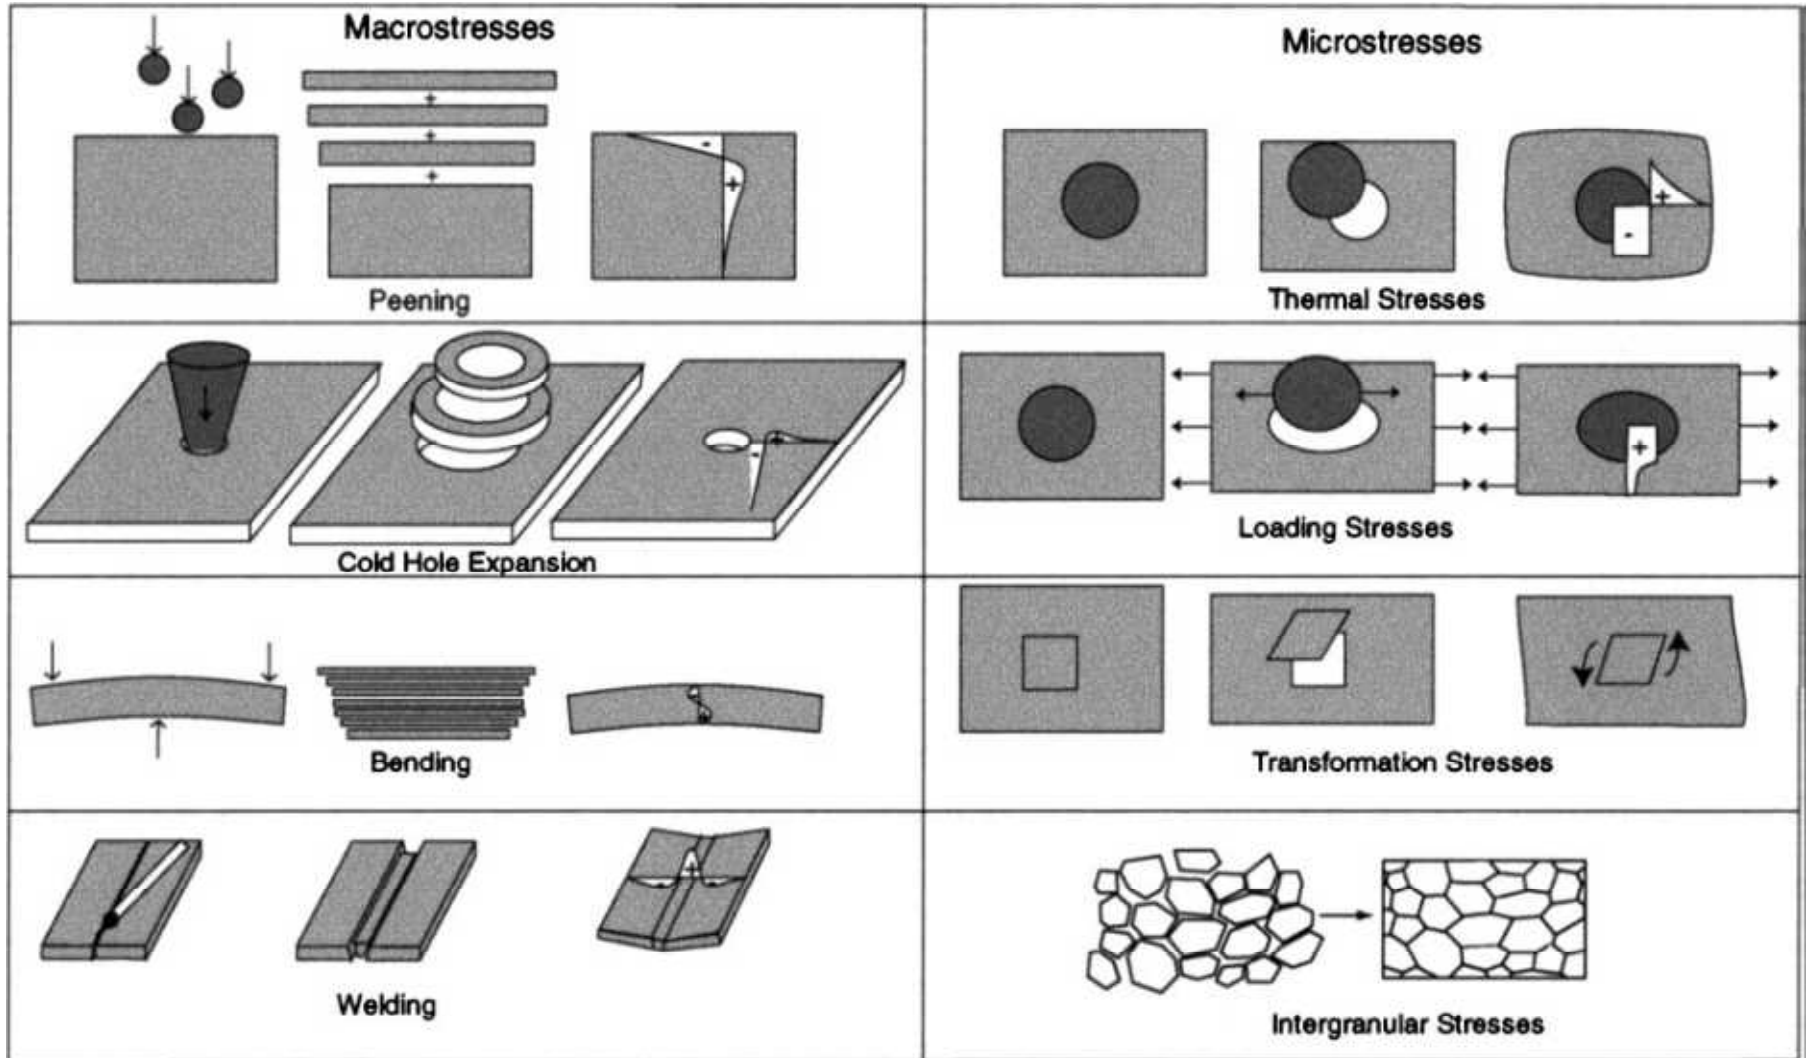 Macrostresses
Microstresses
+
+
+
-
+
Peening
+
-
Thermal Stresses
-
+
Cold Hole Expansion
+
Loading Stresses
Bending
Transformation Stresses
+
-
-
Welding
Intergranular Stresses